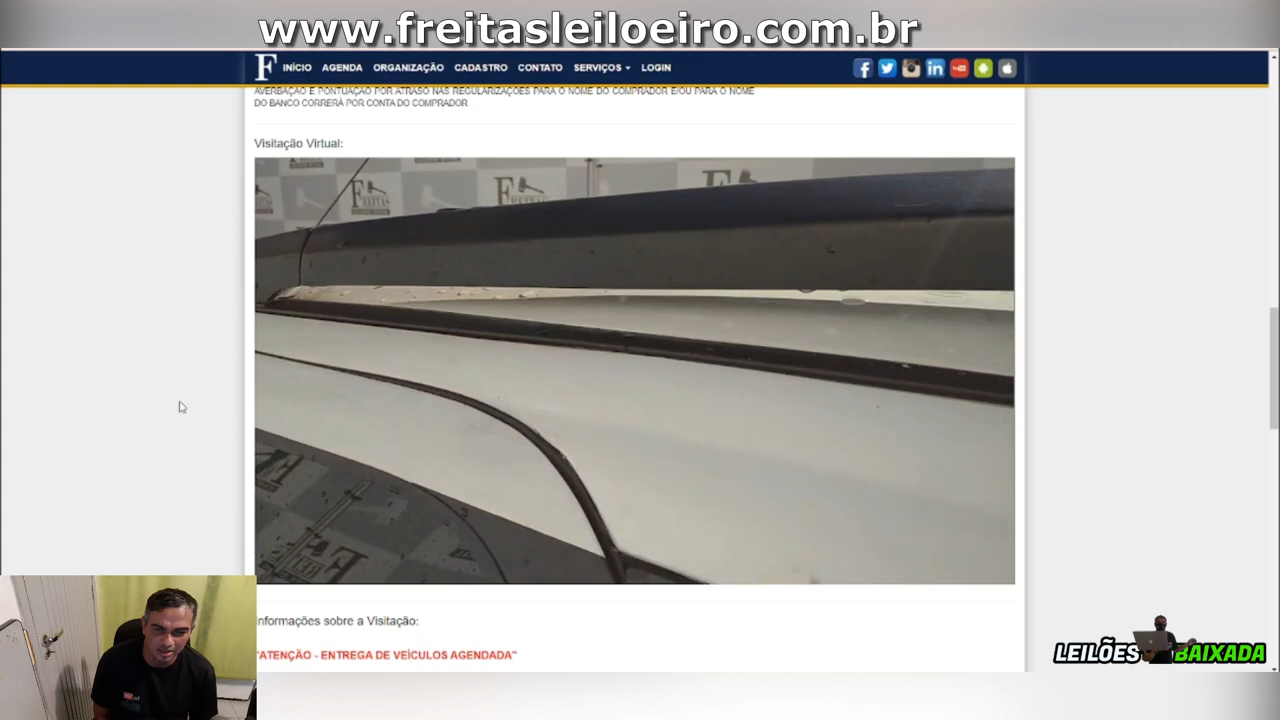 www.freitasleiloeiro.com.br
F INÍCIO AGENDA ORGANIZAÇÃO CADASTRO CONTATO SERVIÇOS LOGIN
AVERBAÇÃO E PONTUAÇÃO POR ATRASO NAS REGULARIZAÇÕES PARA O NOME DO COMPRADOR E/OU PARA O NOME
DO BANCO CORRERÁ POR CONTA DO COMPRADOR
Visitação Virtual:
FREITAS
FREITAS
Informações sobre a Visitação:
"ATENÇÃO - ENTREGA DE VEÍCULOS AGENDADA"
LEILÕES BAIXADA